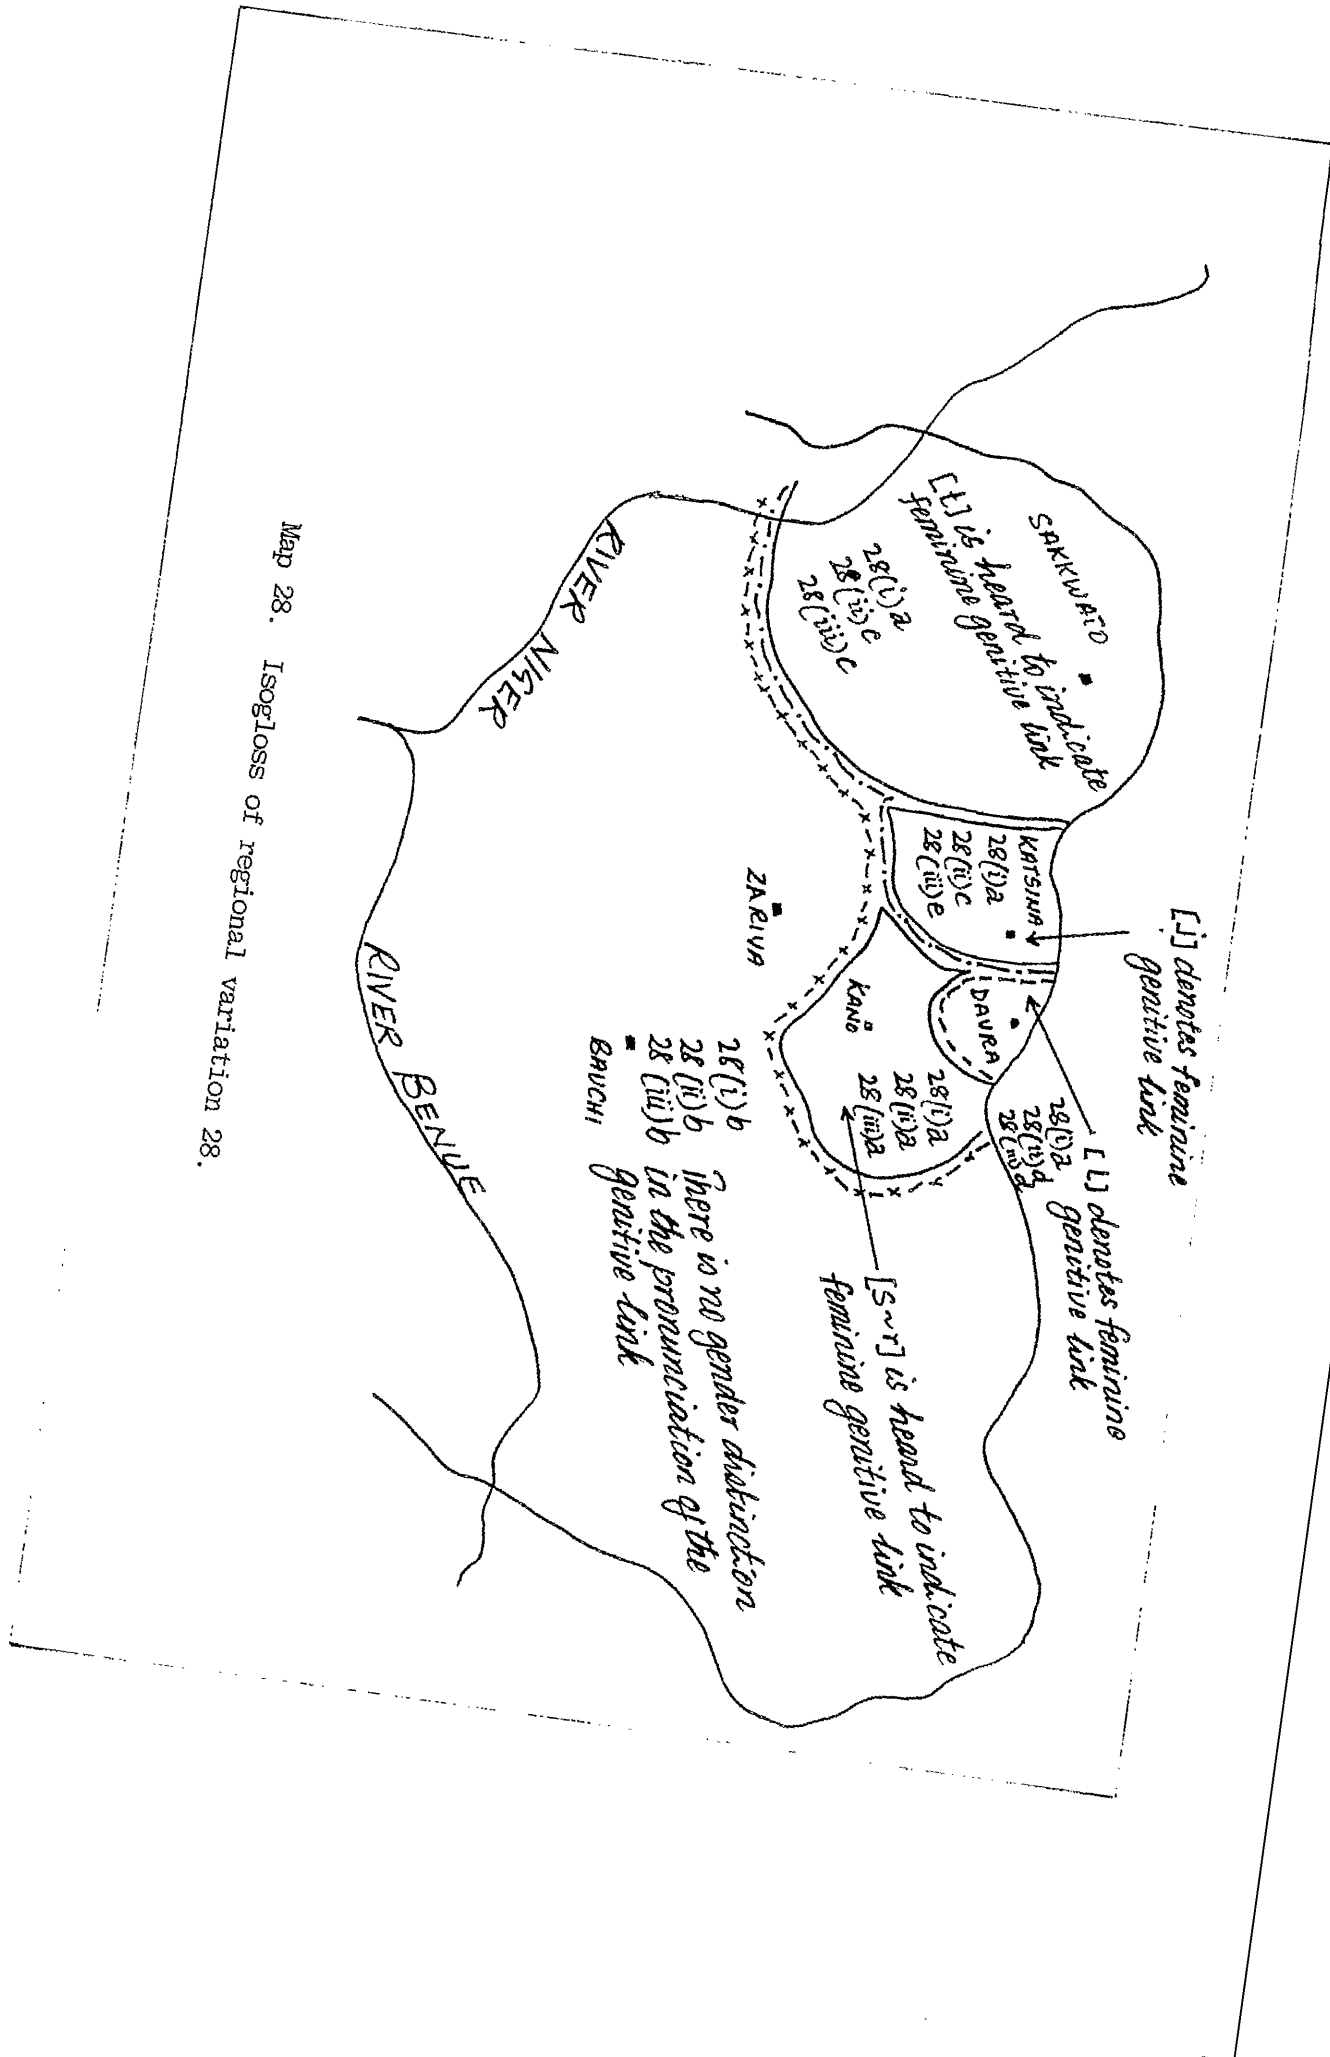 SAKKWATO
[t] is heard to indicate
feminine genitive link
28(i)a
28(ii)c
28(iii)c
[j] denotes feminine
genitive link
KATSINA
28(i)a
28(ii)c
28(iii)e
[l] denotes feminine
genitive link
28(i)a
28(ii)d
28(iii)d
DAURA
KANO
28(i)a
28(ii)a
28(iii)a
[s~r] is heard to indicate
feminine genitive link
ZARIYA
28(i)b
28(ii)b
28(iii)b
BAUCHI
There is no gender distinction
in the pronunciation of the
genitive link
RIVER NIGER
RIVER BENUE
Map 28. Isogloss of regional variation 28.